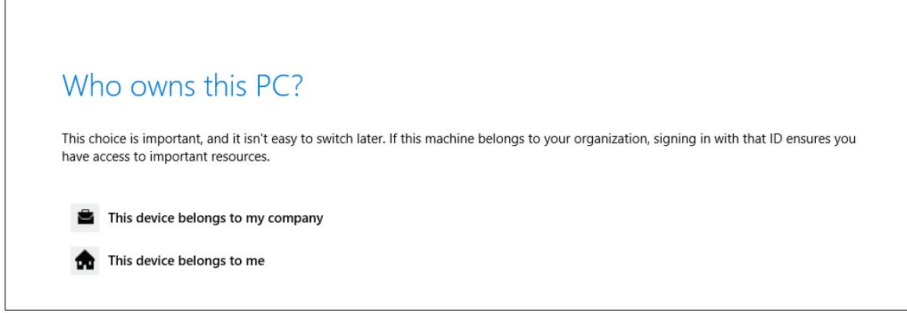 Who owns this PC?
This choice is important, and it isn't easy to switch later. If this machine belongs to your organization, signing in with that ID ensures you
have access to important resources.
This device belongs to my company
This device belongs to me